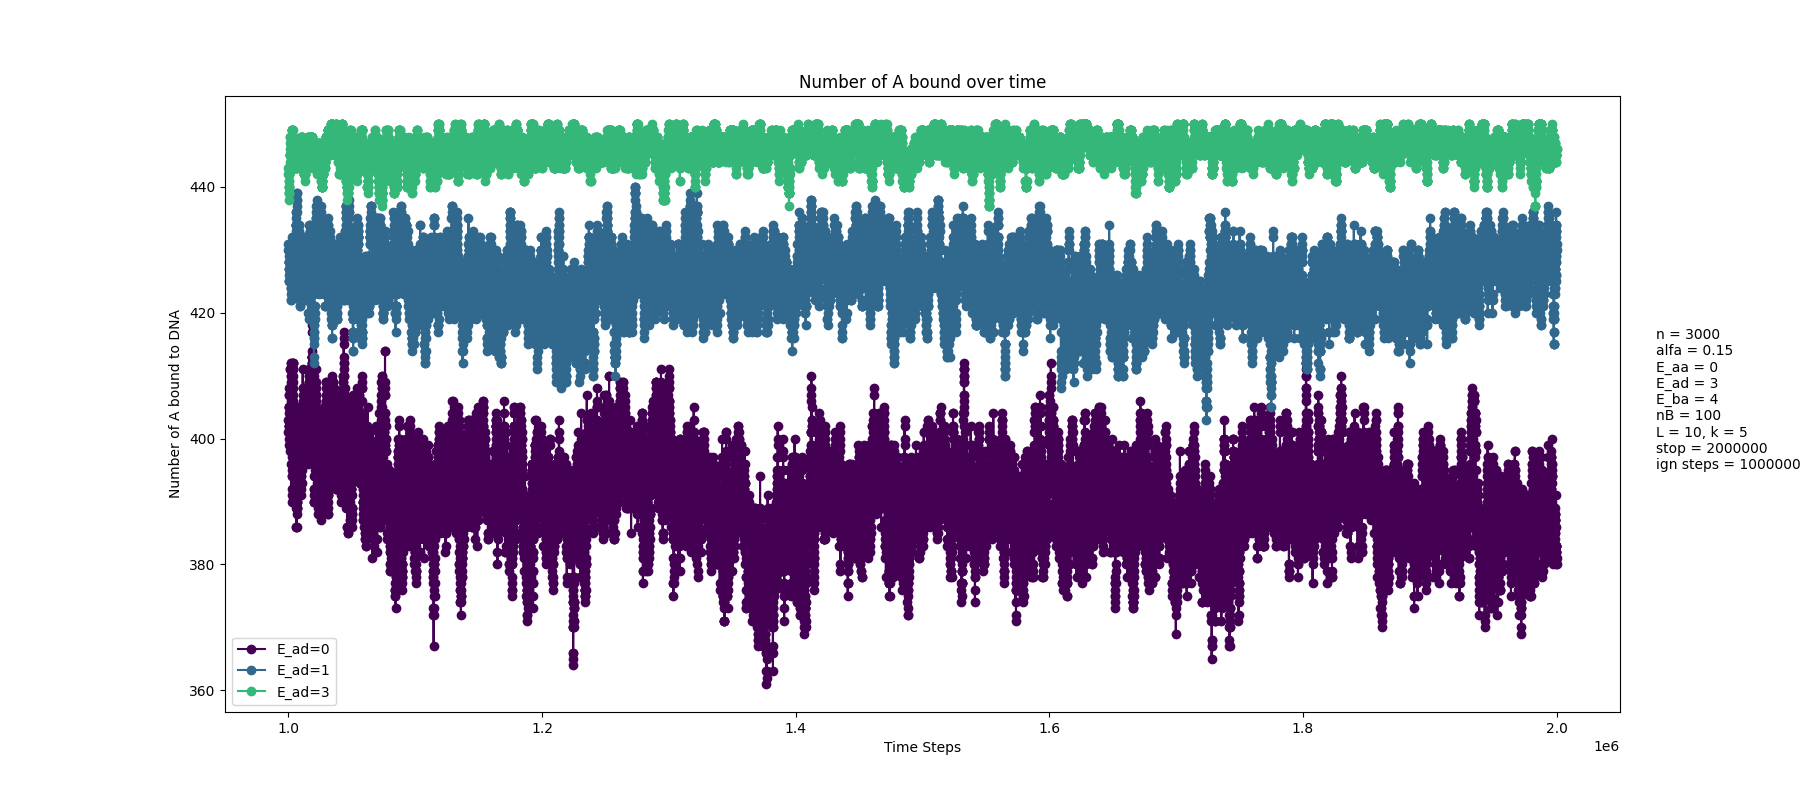 Number of A bound over time
Number of A bound to DNA
440
420
400
380
360
E_ad=0
E_ad=1
E_ad=3
1.0
1.2
1.4
1.6
1.8
2.0
1e6
Time Steps
n = 3000
alfa = 0.15
E_aa = 0
E_ad = 3
E_ba = 4
nB = 100
L = 10, k = 5
stop = 2000000
ign steps = 1000000